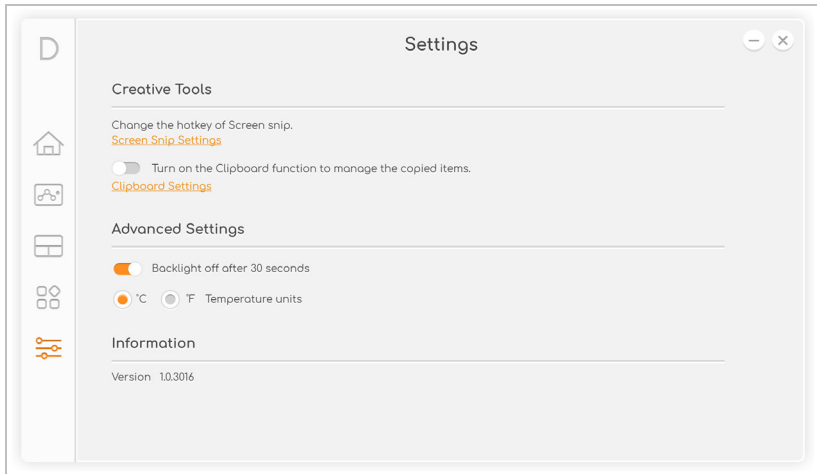 D
Settings
Creative Tools
Change the hotkey of Screen snip.
Screen Snip Settings
Turn on the Clipboard function to manage the copied items.
Clipboard Settings
Advanced Settings
Backlight off after 30 seconds
°C °F Temperature units
Information
Version 1.0.3016